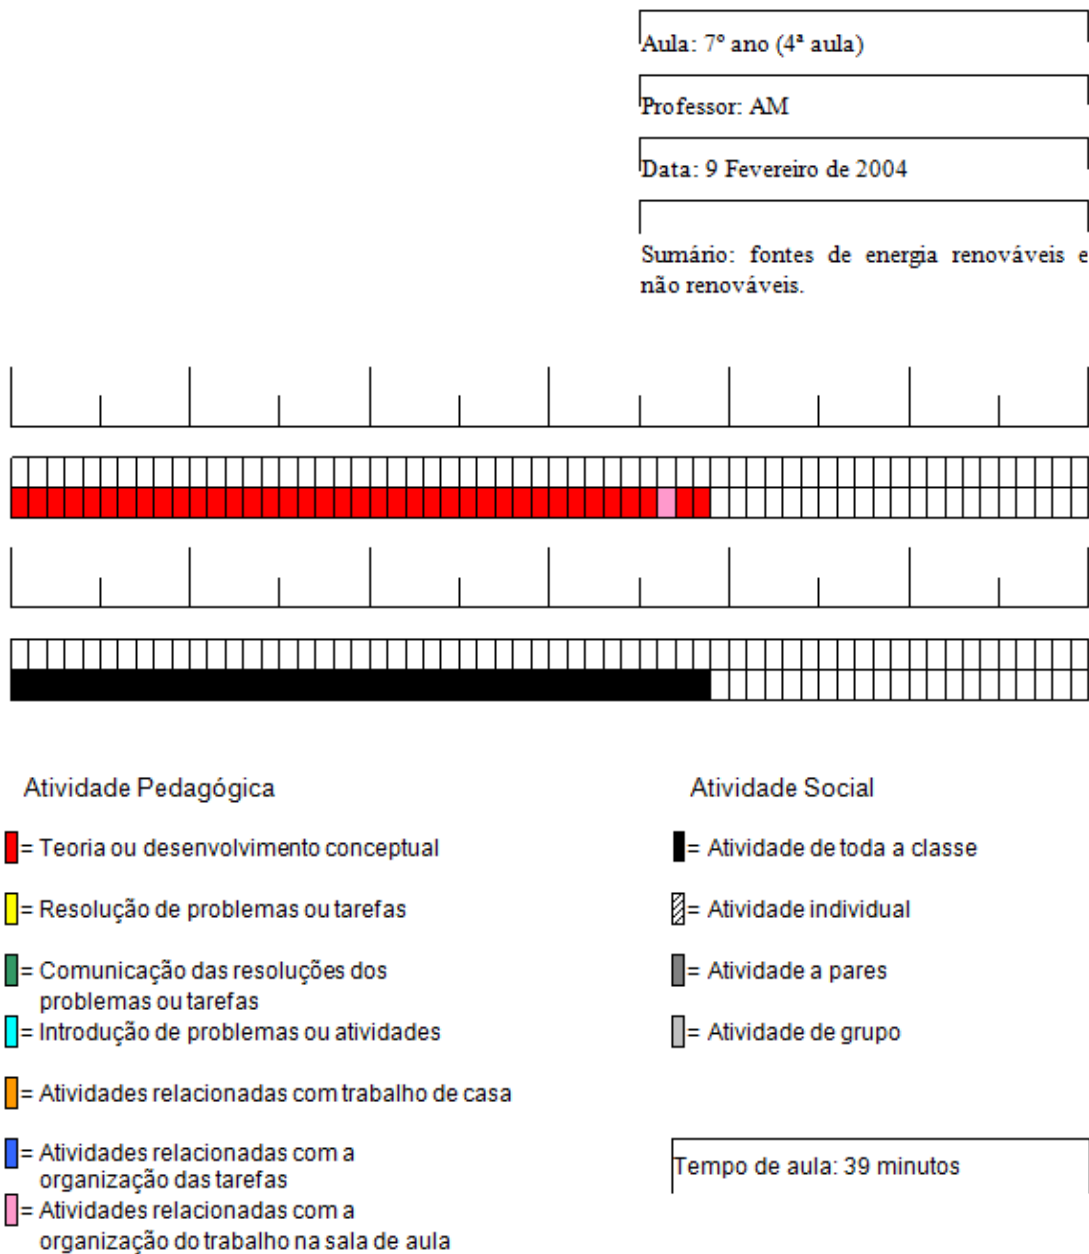 Aula: 7º ano (4ª aula)
Professor: AM
Data: 9 Fevereiro de 2004
Sumário: fontes de energia renováveis e
não renováveis.
Atividade Pedagógica
= Teoria ou desenvolvimento conceptual
= Resolução de problemas ou tarefas
= Comunicação das resoluções dos
problemas ou tarefas
= Introdução de problemas ou atividades
= Atividades relacionadas com trabalho de casa
= Atividades relacionadas com a
organização das tarefas
= Atividades relacionadas com a
organização do trabalho na sala de aula
Atividade Social
= Atividade de toda a classe
= Atividade individual
= Atividade a pares
= Atividade de grupo
Tempo de aula: 39 minutos